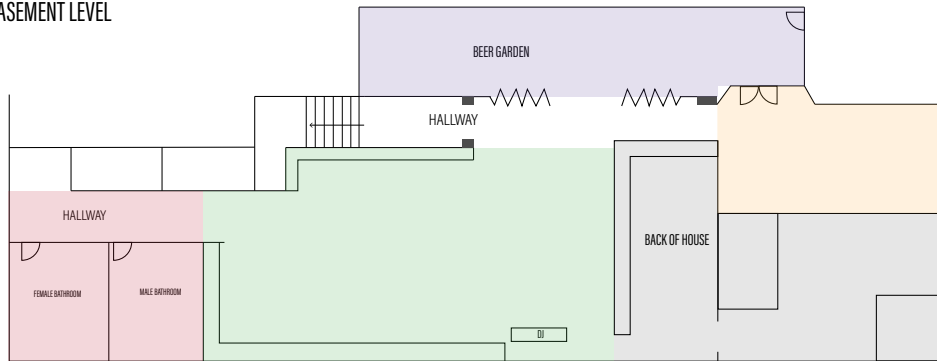 ASEMENT LEVEL
BEER GARDEN
HALLWAY
HALLWAY
BACK OF HOUSE
FEMALE BATHROOM
MALE BATHROOM
DJ